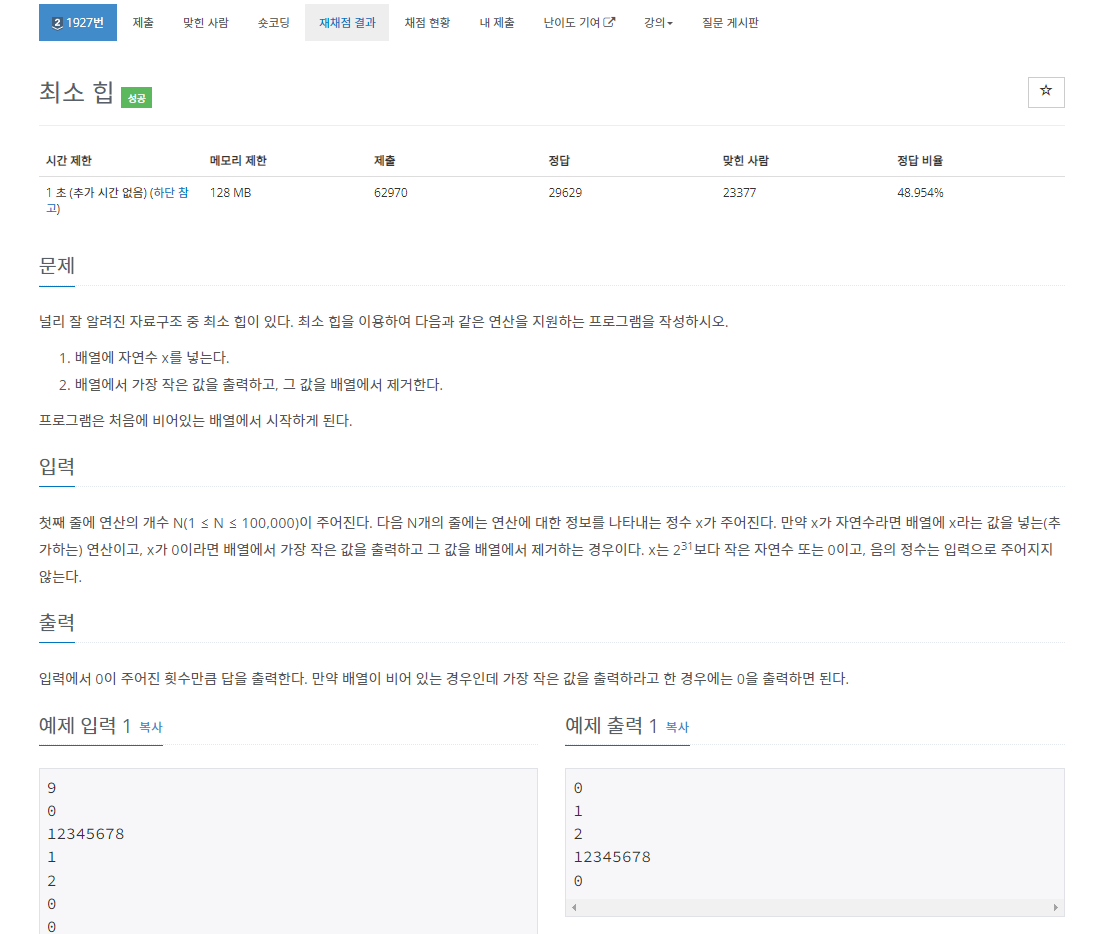 2 1927번 제출 맞힌 사람 숏코딩 재채점 결과 채점 현황 내 제출 난이도 기여 강의 질문 게시판
최소 힙 성공
시간 제한 메모리 제한 제출 정답 맞힌 사람 정답 비율
1 초 (추가 시간 없음) (하단 참
고) 128 MB 62970 29629 23377 48.954%
문제
널리 잘 알려진 자료구조 중 최소 힙이 있다. 최소 힙을 이용하여 다음과 같은 연산을 지원하는 프로그램을 작성하시오.
1. 배열에 자연수 x를 넣는다.
2. 배열에서 가장 작은 값을 출력하고, 그 값을 배열에서 제거한다.
프로그램은 처음에 비어있는 배열에서 시작하게 된다.
입력
첫째 줄에 연산의 개수 N(1 ≤ N ≤ 100,000)이 주어진다. 다음 N개의 줄에는 연산에 대한 정보를 나타내는 정수 x가 주어진다. 만약 x가 자연수라면 배열에 x라는 값을 넣는(추
가하는) 연산이고, x가 0이라면 배열에서 가장 작은 값을 출력하고 그 값을 배열에서 제거하는 경우이다. x는 2³¹보다 작은 자연수 또는 0이고, 음의 정수는 입력으로 주어지지
않는다.
출력
입력에서 0이 주어진 횟수만큼 답을 출력한다. 만약 배열이 비어 있는 경우인데 가장 작은 값을 출력하라고 한 경우에는 0을 출력하면 된다.
예제 입력 1 복사
9
0
12345678
1
2
0
0
예제 출력 1 복사
0
1
2
12345678
0